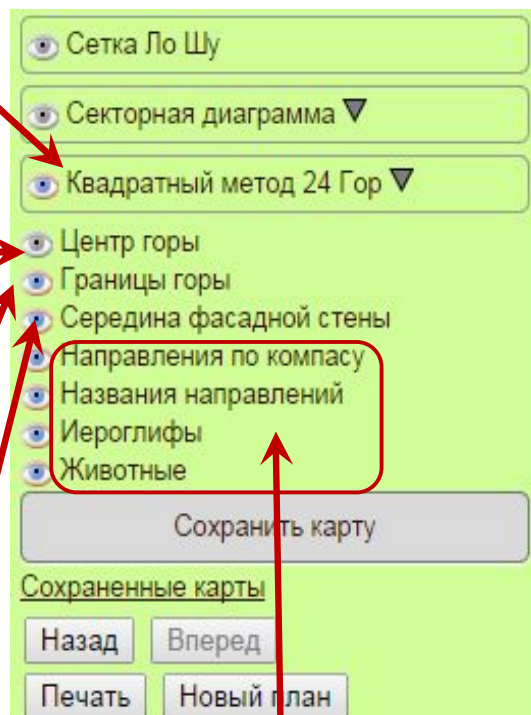 Сетка Ло Шу
Секторная диаграмма
Квадратный метод 24 Гор
Центр горы
Границы горы
Середина фасадной стены
Направления по компасу
Названия направлений
Иероглифы
Животные
Сохранить карту
Сохраненные карты
Назад Вперед
Печать Новый план